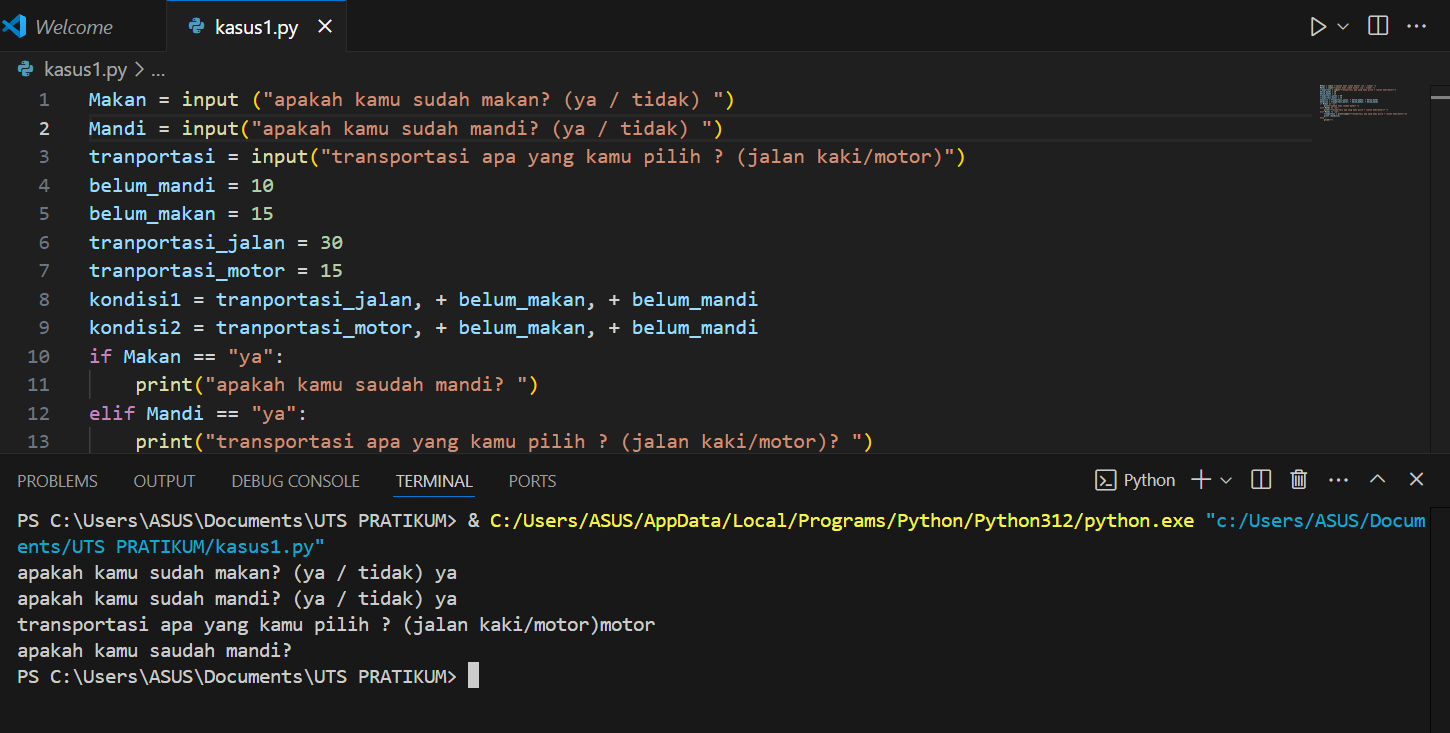 Welcome
kasus1.py
kasus1.py > ...
1 Makan = input ("apakah kamu sudah makan? (ya / tidak) ")
2 Mandi = input("apakah kamu sudah mandi? (ya / tidak) ")
3 tranportasi = input("transportasi apa yang kamu pilih ? (jalan kaki/motor)")
4 belum_mandi = 10
5 belum_makan = 15
6 tranportasi_jalan = 30
7 tranportasi_motor = 15
8 kondisi1 = tranportasi_jalan, + belum_makan, + belum_mandi
9 kondisi2 = tranportasi_motor, + belum_makan, + belum_mandi
10 if Makan == "ya":
11 print("apakah kamu saudah mandi? ")
12 elif Mandi == "ya":
13 print("transportasi apa yang kamu pilih ? (jalan kaki/motor)? ")
PROBLEMS OUTPUT DEBUG CONSOLE TERMINAL PORTS
Python
PS C:\Users\ASUS\Documents\UTS PRATIKUM> & C:/Users/ASUS/AppData/Local/Programs/Python/Python312/python.exe "c:/Users/ASUS/Docum
ents/UTS PRATIKUM/kasus1.py"
apakah kamu sudah makan? (ya / tidak) ya
apakah kamu sudah mandi? (ya / tidak) ya
transportasi apa yang kamu pilih ? (jalan kaki/motor)motor
apakah kamu saudah mandi?
PS C:\Users\ASUS\Documents\UTS PRATIKUM>